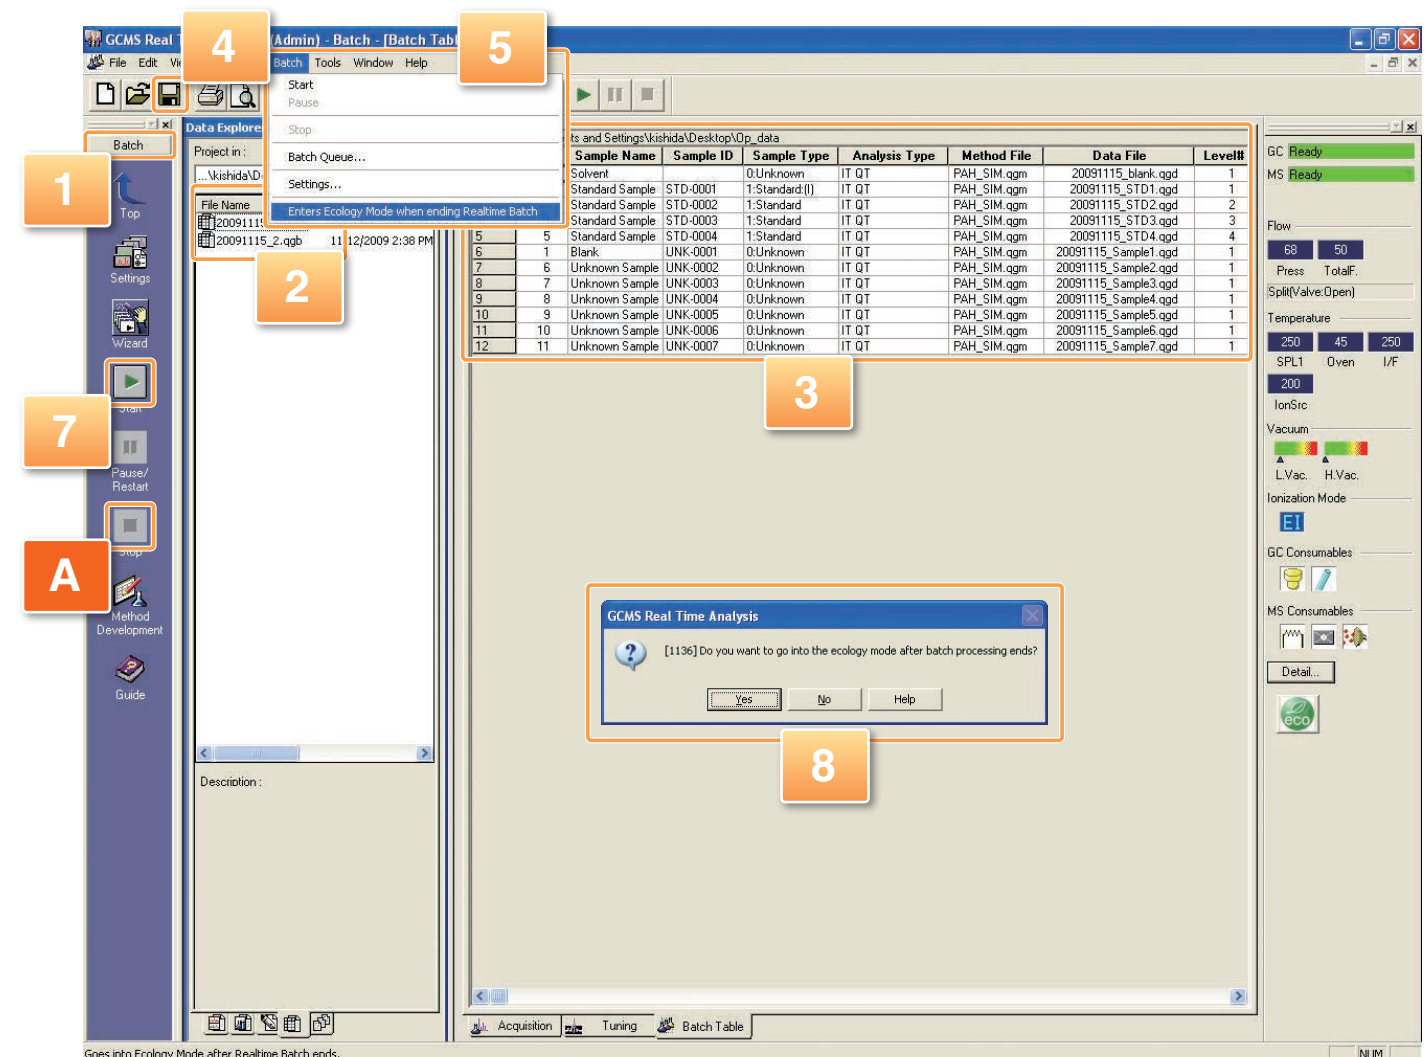 GCMS Real (Admin) - Batch - [Batch Tab
4
5
File Edit Vi Batch Tools Window Help
Start
Pause
Stop
Batch Queue...
Settings...
Enters Ecology Mode when ending Realtime Batch
Batch
1
Top
Settings
Wizard
Start
7
Pause/
Restart
Stop
A
Method
Development
Guide
Data Explore
Project in :
...\kishida\D
File Name
2009111
20091115_2.qgb 11/12/2009 2:38 PM
2
Description :
ts and Settings\kishida\Desktop\Op_data
Sample Name Sample ID Sample Type Analysis Type Method File Data File Level#
Solvent 0:Unknown IT QT PAH_SIM.qgm 20091115_blank.qgd 1
Standard Sample STD-0001 1:Standard:(I) IT QT PAH_SIM.qgm 20091115_STD1.qgd 1
Standard Sample STD-0002 1:Standard IT QT PAH_SIM.qgm 20091115_STD2.qgd 2
Standard Sample STD-0003 1:Standard IT QT PAH_SIM.qgm 20091115_STD3.qgd 3
5 5 Standard Sample STD-0004 1:Standard IT QT PAH_SIM.qgm 20091115_STD4.qgd 4
6 1 Blank UNK-0001 0:Unknown IT QT PAH_SIM.qgm 20091115_Sample1.qgd 1
7 6 Unknown Sample UNK-0002 0:Unknown IT QT PAH_SIM.qgm 20091115_Sample2.qgd 1
8 7 Unknown Sample UNK-0003 0:Unknown IT QT PAH_SIM.qgm 20091115_Sample3.qgd 1
9 8 Unknown Sample UNK-0004 0:Unknown IT QT PAH_SIM.qgm 20091115_Sample4.qgd 1
10 9 Unknown Sample UNK-0005 0:Unknown IT QT PAH_SIM.qgm 20091115_Sample5.qgd 1
11 10 Unknown Sample UNK-0006 0:Unknown IT QT PAH_SIM.qgm 20091115_Sample6.qgd 1
12 11 Unknown Sample UNK-0007 0:Unknown IT QT PAH_SIM.qgm 20091115_Sample7.qgd 1
3
GCMS Real Time Analysis
[1136] Do you want to go into the ecology mode after batch processing ends?
Yes No Help
8
Acquisition Tuning Batch Table
GC Ready
MS Ready
Flow
68 50
Press TotalF.
Split(Valve:Open)
Temperature
250 45 250
SPL1 Oven I/F
200
IonSrc
Vacuum
L.Vac. H.Vac.
Ionization Mode
EI
GC Consumables
MS Consumables
Detail...
eco
Goes into Ecology Mode after Realtime Batch ends.
NUM